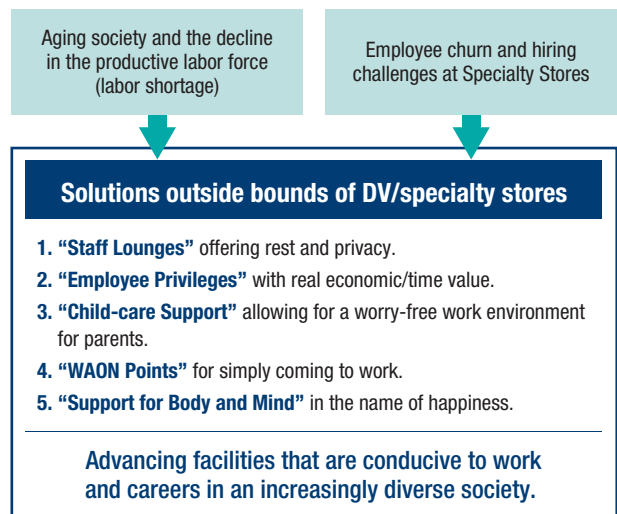 Aging society and the decline
in the productive labor force
(labor shortage)
Employee churn and hiring
challenges at Specialty Stores
Solutions outside bounds of DV/specialty stores
1. “Staff Lounges” offering rest and privacy.
2. “Employee Privileges” with real economic/time value.
3. “Child-care Support” allowing for a worry-free work environment
for parents.
4. “WAON Points” for simply coming to work.
5. “Support for Body and Mind” in the name of happiness.
Advancing facilities that are conducive to work
and careers in an increasingly diverse society.